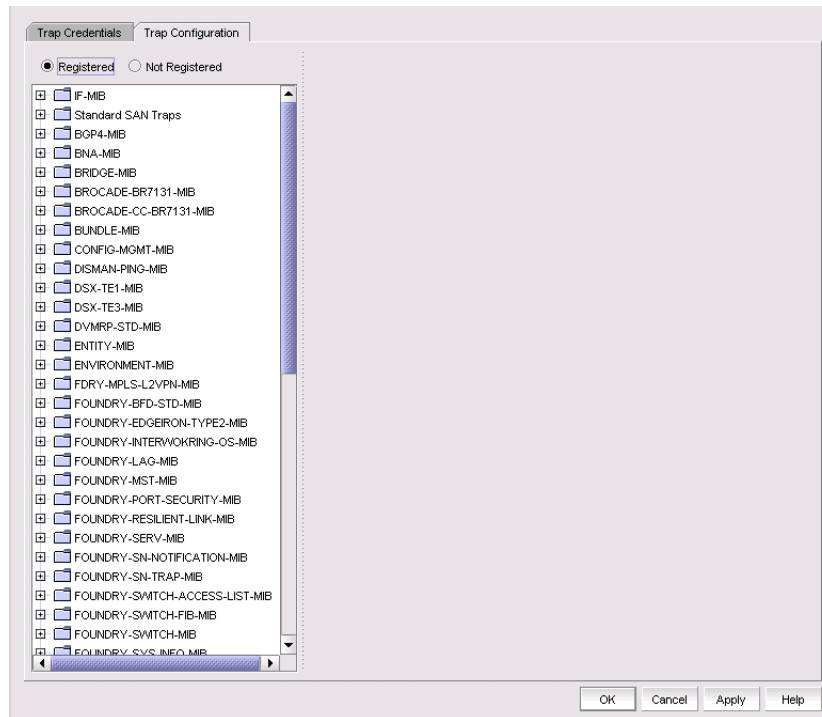 Trap Credentials Trap Configuration
Registered Not Registered
IF-MIB
Standard SAN Traps
BGP4-MIB
BNA-MIB
BRIDGE-MIB
BROCADE-BR7131-MIB
BROCADE-CC-BR7131-MIB
BUNDLE-MIB
CONFIG-MGMT-MIB
DISMAN-PING-MIB
DSX-TE1-MIB
DSX-TE3-MIB
DVMRP-STD-MIB
ENTITY-MIB
ENVIRONMENT-MIB
FDRY-MPLS-L2VPN-MIB
FOUNDRY-BFD-STD-MIB
FOUNDRY-EDGEIRON-TYPE2-MIB
FOUNDRY-INTERWOKRING-OS-MIB
FOUNDRY-LAG-MIB
FOUNDRY-MST-MIB
FOUNDRY-PORT-SECURITY-MIB
FOUNDRY-RESILIENT-LINK-MIB
FOUNDRY-SERV-MIB
FOUNDRY-SN-NOTIFICATION-MIB
FOUNDRY-SN-TRAP-MIB
FOUNDRY-SWITCH-ACCESS-LIST-MIB
FOUNDRY-SWITCH-FIB-MIB
FOUNDRY-SWITCH-MIB
FOUNDRY-SYS-INFO-MIB
OK Cancel Apply Help